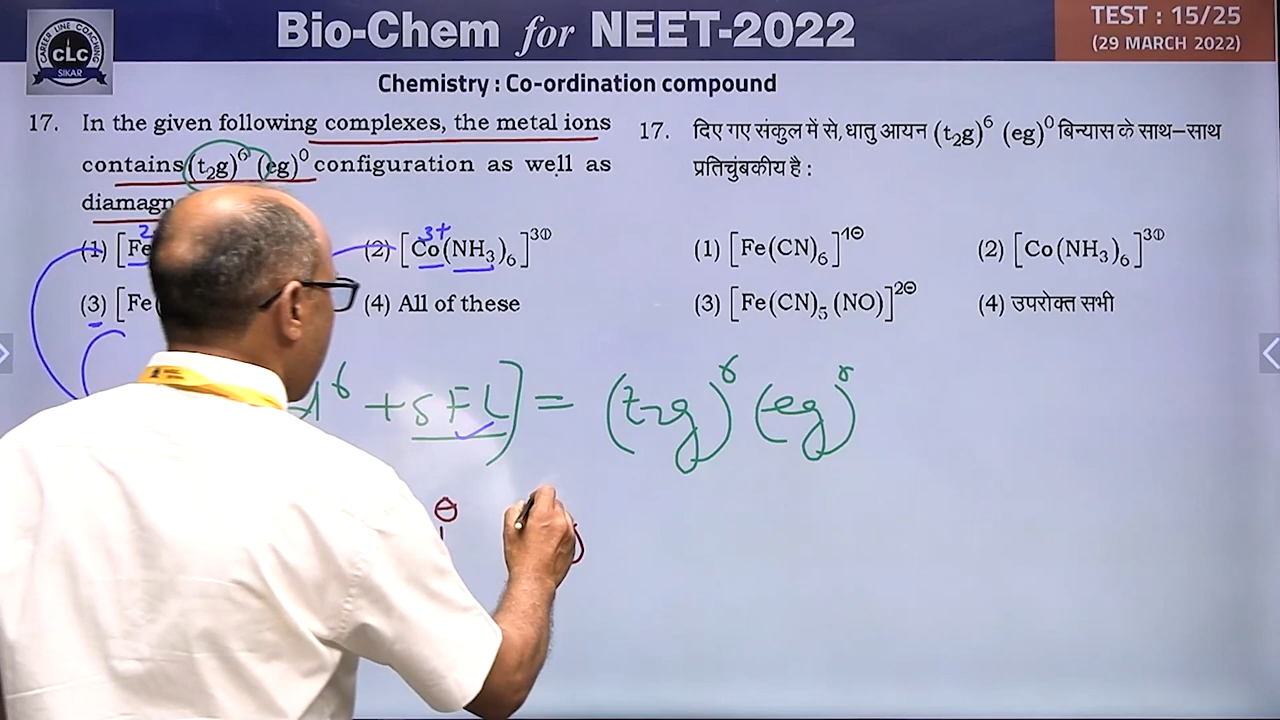 Bio-Chem for NEET-2022
TEST : 15/25
(29 MARCH 2022)
CAREER LINE COACHING
CLC
SIKAR
Chemistry : Co-ordination compound
17. In the given following complexes, the metal ions
contains (t₂g)⁶ (eg)⁰ configuration as well as
diamagn
(1) [Fe
2
(2) [Co(NH₃)₆]³⊕
3+
(3) [Fe(
(4) All of these
17. दिए गए संकुल में से, धातु आयन (t₂g)⁶ (eg)⁰ बिन्यास के साथ-साथ
प्रतिचुंबकीय है :
(1) [Fe(CN)₆]⁴⊖
(2) [Co(NH₃)₆]³⊕
(3) [Fe(CN)₅(NO)]²⊖
(4) उपरोक्त सभी
d⁶ + SFL) = (t₂g)⁶ (eg)⁰
⊖